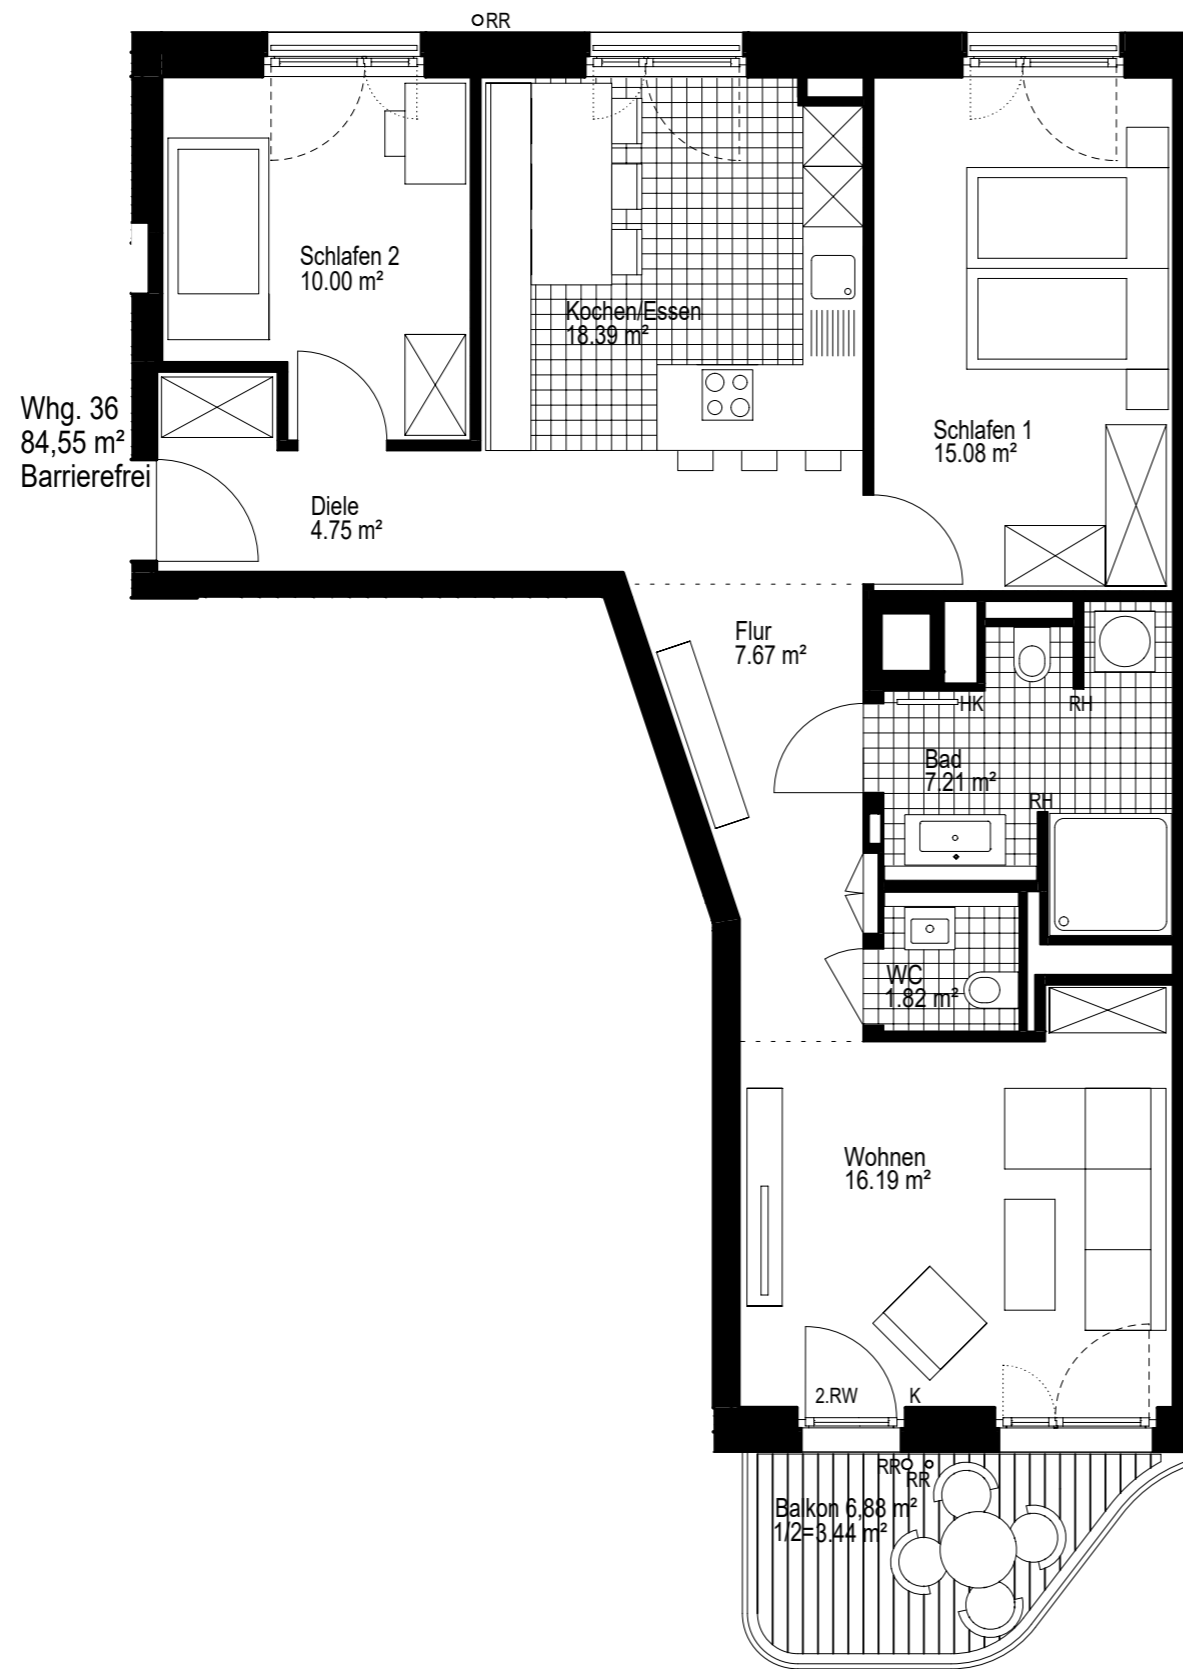 RR
Schlafen 2
10.00 m²
Kochen/Essen
18.39 m²
Whg. 36
84,55 m²
Barrierefrei
Schlafen 1
15.08 m²
Diele
4.75 m²
Flur
7.67 m²
HK
RH
Bad
7.21 m²
RH
WC
1.82 m²
Wohnen
16.19 m²
2.RW
K
RR
RR
Balkon 6,88 m²
1/2=3.44 m²